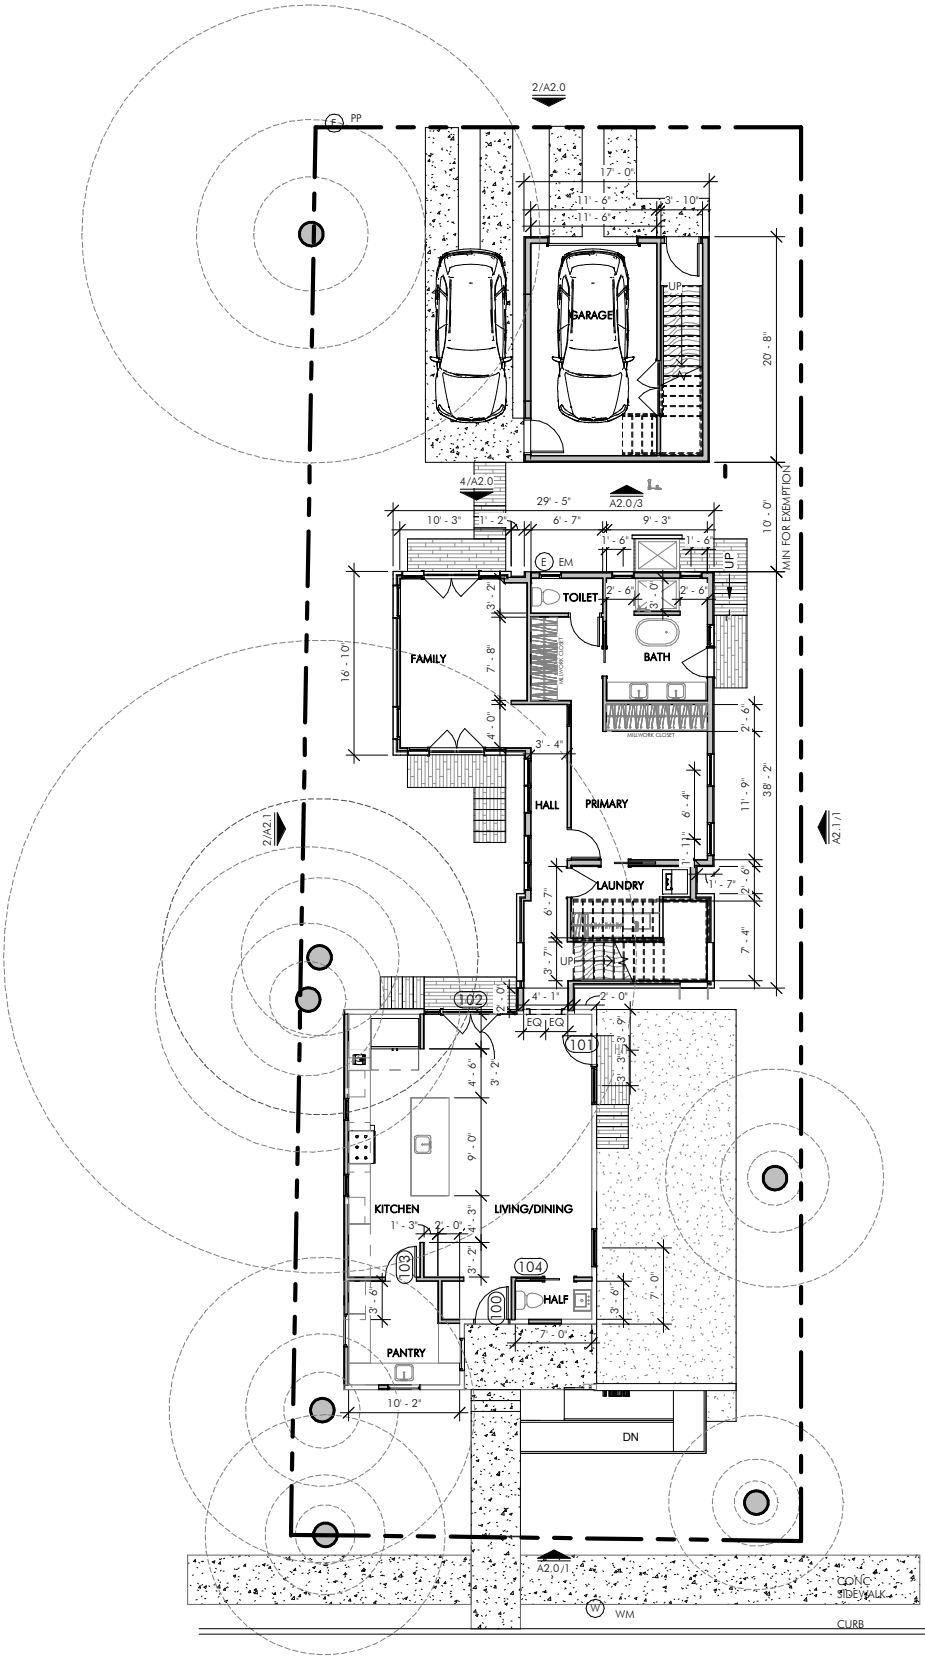 2/A2.0
E
PP
17' - 0"
11' - 6"
3' - 10"
11' - 6"
UP
GARAGE
20' - 8"
4/A2.0
A2.0/3
29' - 5"
10' - 0"
MIN FOR EXEMPTION
10' - 3"
1' - 2"
6' - 7"
9' - 3"
1' - 6"
1' - 6"
E
EM
UP
3' - 2"
TOILET
2' - 6"
3' - 0"
2' - 6"
16' - 10"
FAMILY
7' - 8"
MILLWORK CLOSET
BATH
4' - 0"
3' - 4"
MILLWORK CLOSET
2' - 6"
HALL
PRIMARY
6' - 4"
11' - 9"
38' - 2"
2/A2.1
A2.1/1
1' - 11"
LAUNDRY
1' - 7"
2' - 6"
6' - 7"
7' - 4"
3' - 7"
UP
102
2' - 0"
4' - 1"
2' - 0"
EQ
EQ
101
3' - 9"
3' - 2"
4' - 6"
9' - 0"
KITCHEN
LIVING/DINING
1' - 3"
2' - 0"
4' - 3"
3' - 2"
103
104
100
HALF
3' - 6"
3' - 6"
7' - 0"
7' - 0"
PANTRY
10' - 2"
DN
A2.0/1
CONC
SIDEWALK
W
WM
CURB